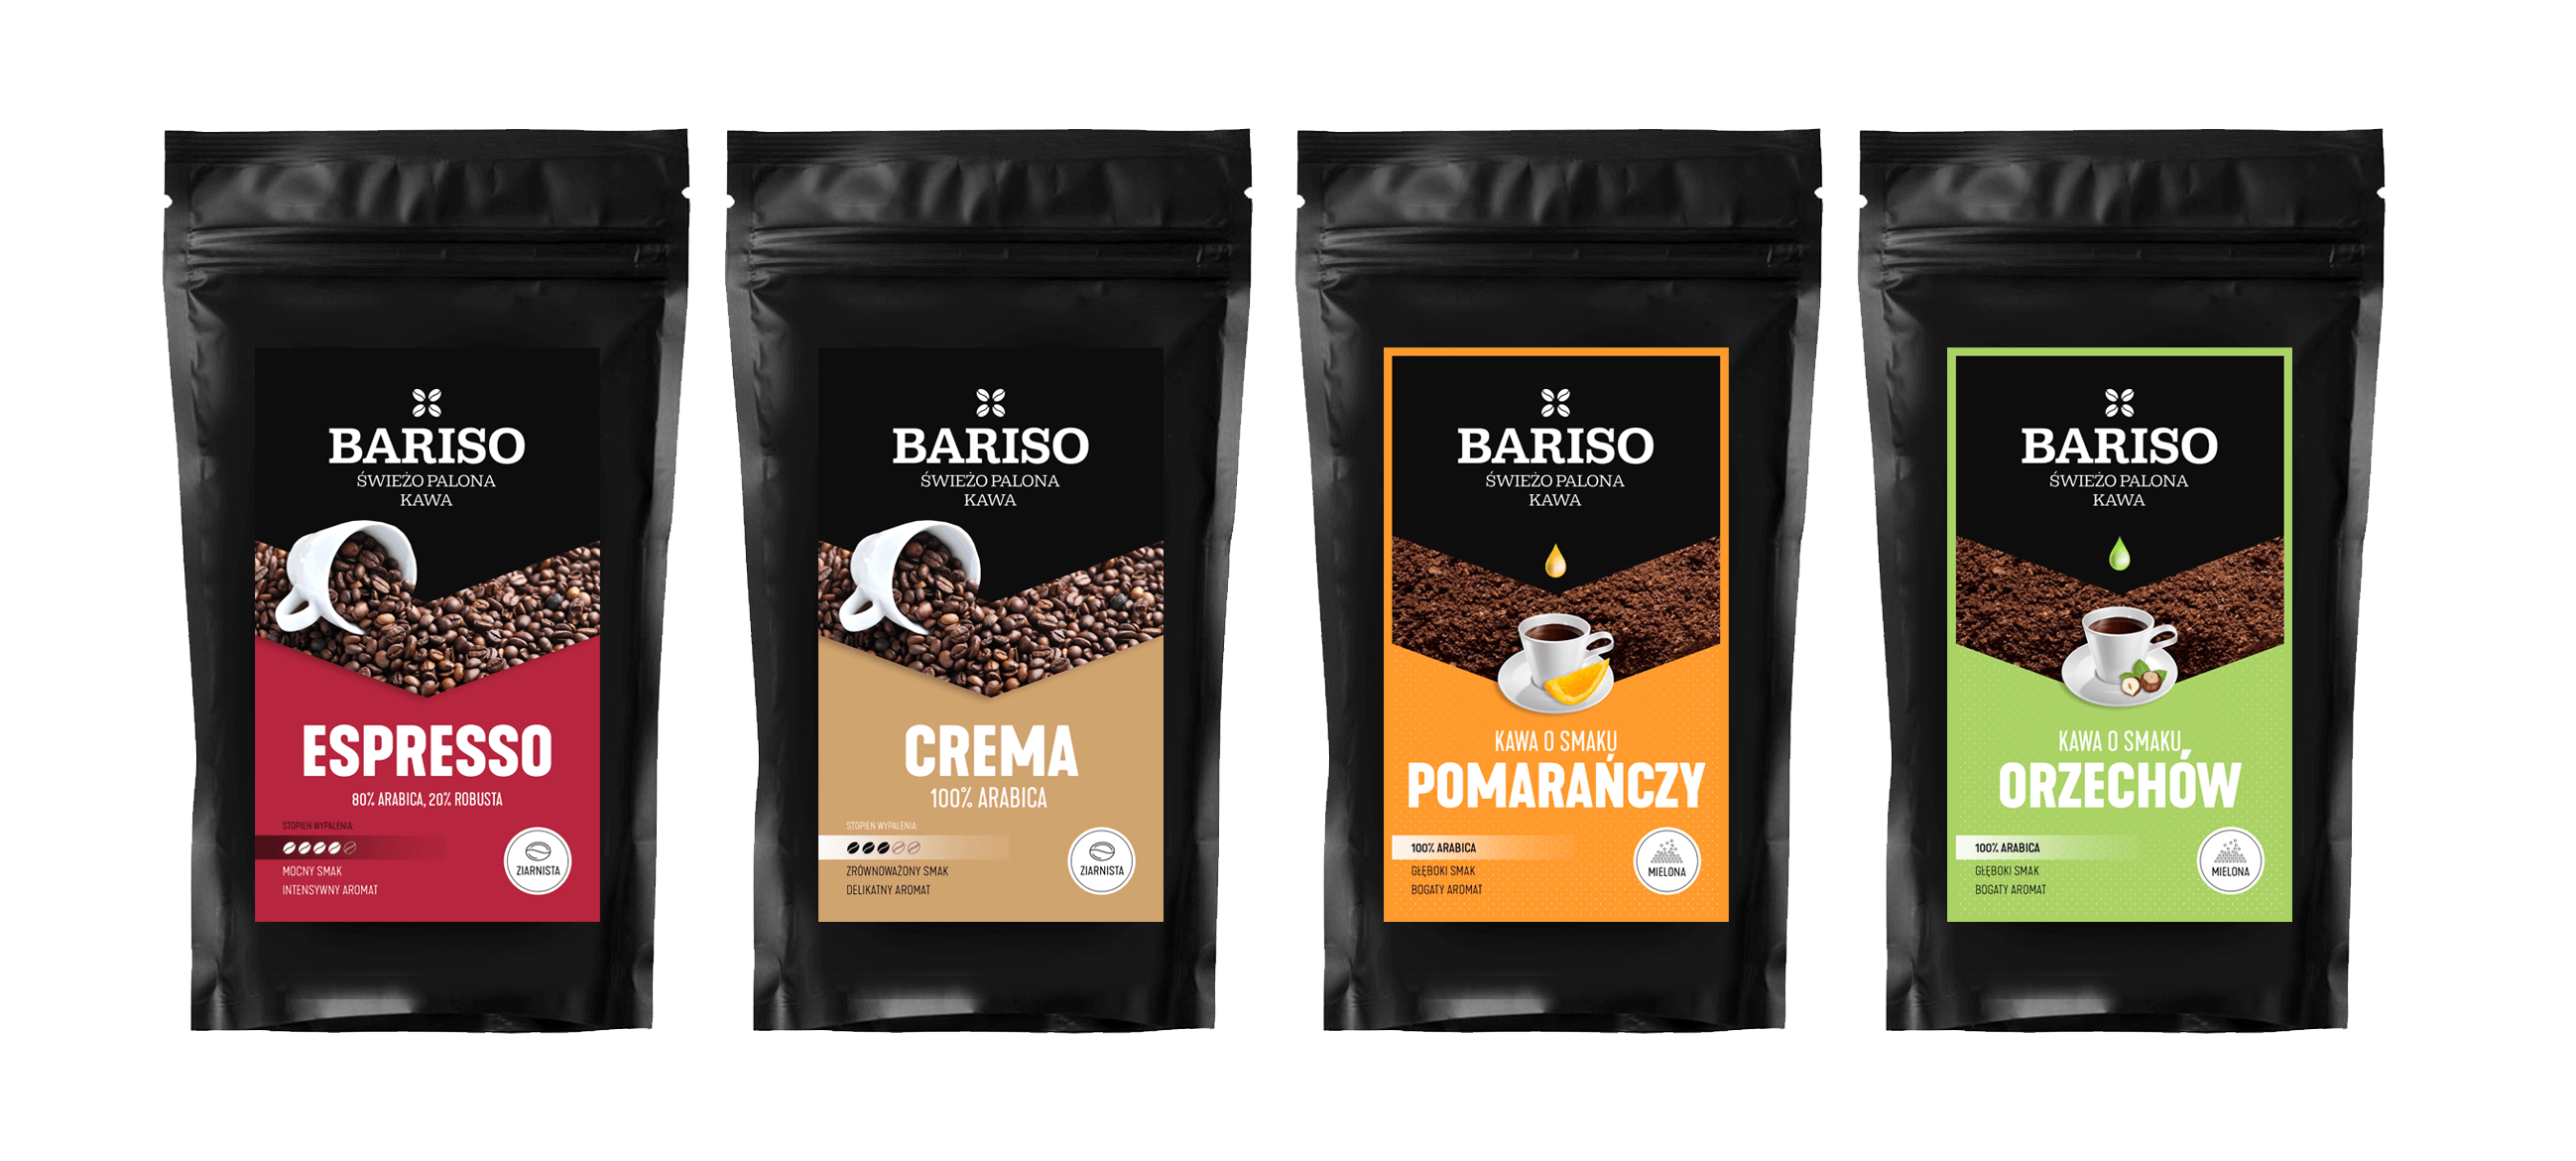 BARISO
ŚWIEŻO PALONA
KAWA
ESPRESSO
80% ARABICA, 20% ROBUSTA
STOPIEŃ WYPALENIA:
MOCNY SMAK
INTENSYWNY AROMAT
ZIARNISTA
BARISO
ŚWIEŻO PALONA
KAWA
CREMA
100% ARABICA
STOPIEŃ WYPALENIA:
ZRÓWNOWAŻONY SMAK
DELIKATNY AROMAT
ZIARNISTA
BARISO
ŚWIEŻO PALONA
KAWA
KAWA O SMAKU
POMARAŃCZY
100% ARABICA
GŁĘBOKI SMAK
BOGATY AROMAT
MIELONA
BARISO
ŚWIEŻO PALONA
KAWA
KAWA O SMAKU
ORZECHÓW
100% ARABICA
GŁĘBOKI SMAK
BOGATY AROMAT
MIELONA